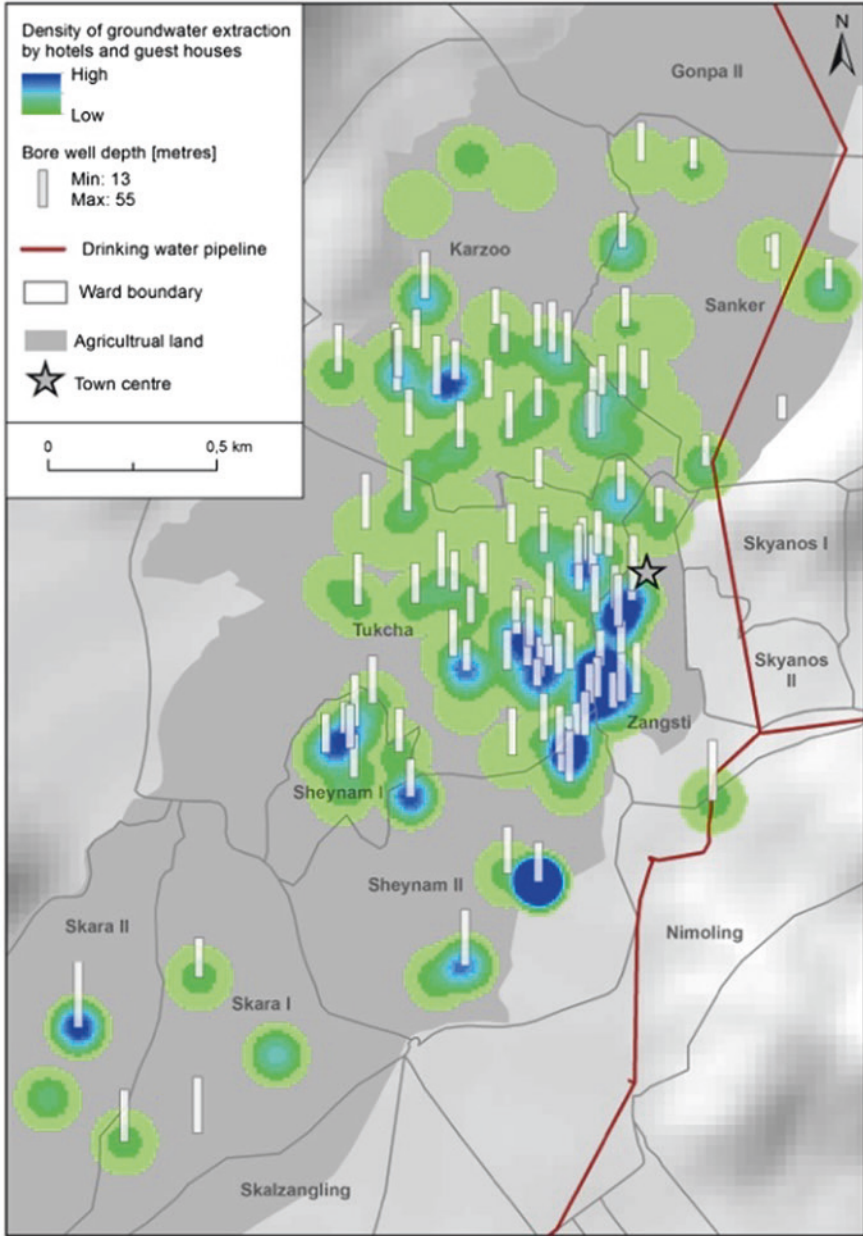 Density of groundwater extraction
by hotels and guest houses
High
Low
Bore well depth [metres]
Min: 13
Max: 55
Drinking water pipeline
Ward boundary
Agricultrual land
Town centre
0
0,5 km
N
Gonpa II
Karzoo
Sanker
Skyanos I
Tukcha
Skyanos
II
Zangsti
Sheynam I
Sheynam II
Skara II
Nimoling
Skara I
Skalzangling